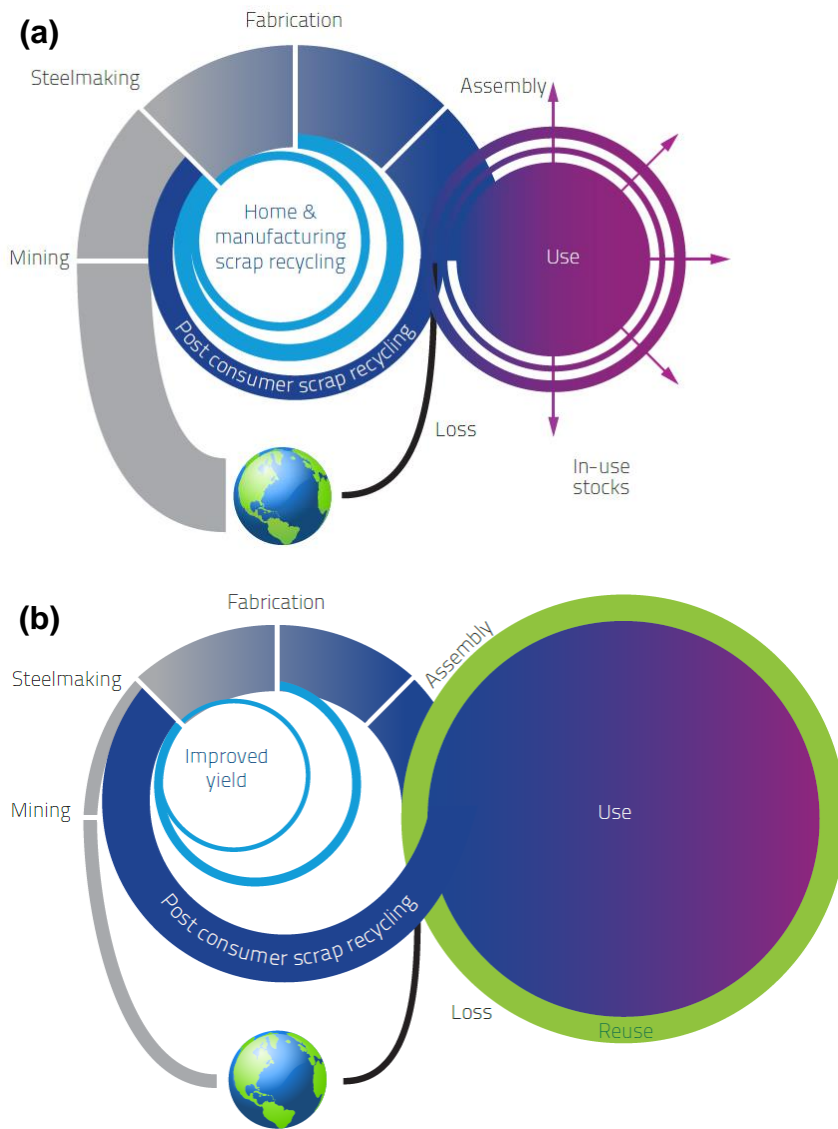 (a)
Fabrication
Steelmaking
Assembly
Home &
manufacturing
scrap recycling
Mining
Use
Post consumer scrap recycling
Loss
In-use
stocks
(b)
Fabrication
Assembly
Steelmaking
Improved
yield
Mining
Use
Post consumer scrap recycling
Loss
Reuse